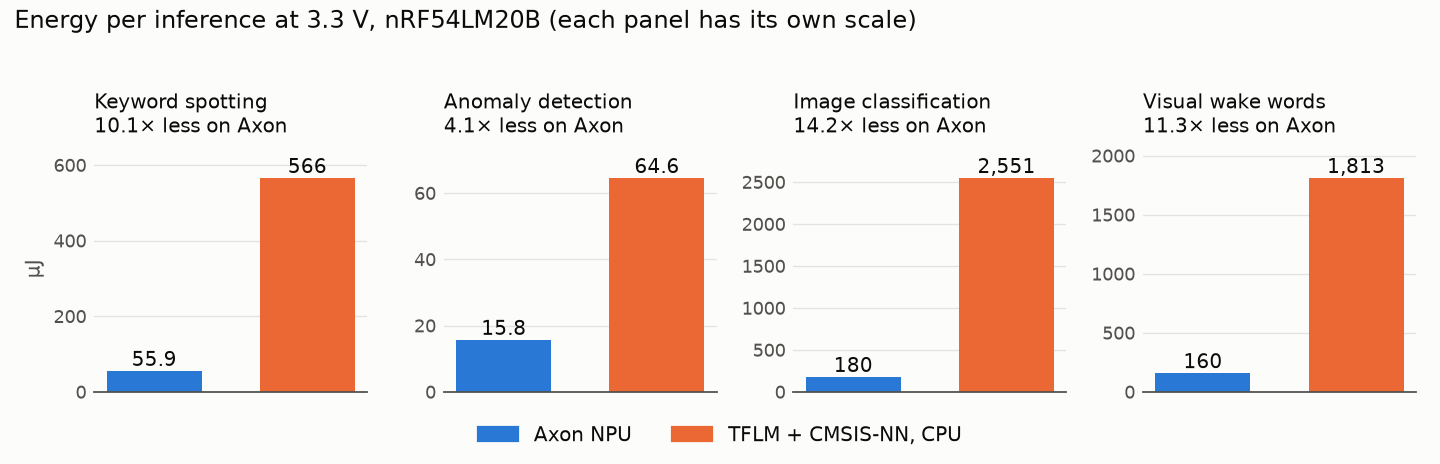 Energy per inference at 3.3 V, nRF54LM20B (each panel has its own scale)
Keyword spotting
10.1× less on Axon
600
400
200
0
µJ
566
55.9
Anomaly detection
4.1× less on Axon
60
40
20
0
64.6
15.8
Image classification
14.2× less on Axon
2500
2000
1500
1000
500
0
2,551
180
Visual wake words
11.3× less on Axon
2000
1500
1000
500
0
1,813
160
Axon NPU
TFLM + CMSIS-NN, CPU